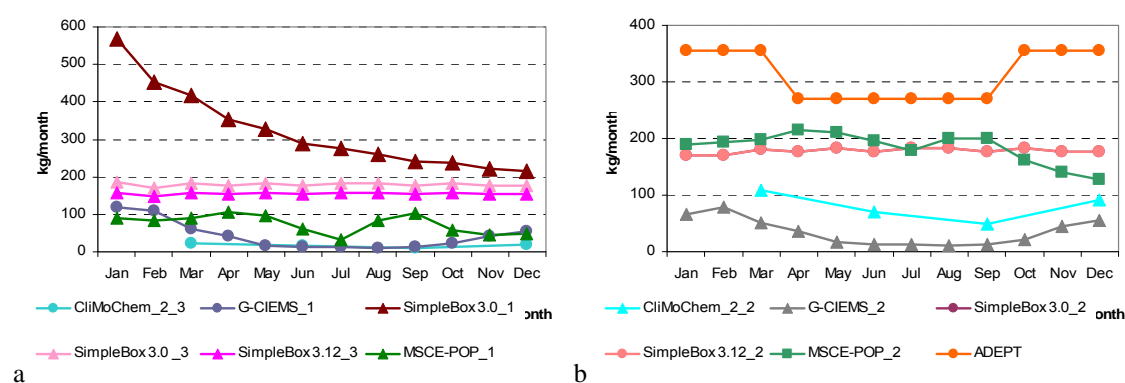 600
500
400
300
200
100
0
kg/month
Jan Feb Mar Apr May Jun Jul Aug Sep Oct Nov Dec
CliMoChem_2_3 G-CIEMS_1 SimpleBox 3.0_1 onth
SimpleBox 3.0 _3 SimpleBox 3.12_3 MSCE-POP_1
a
400
300
200
100
0
kg/month
Jan Feb Mar Apr May Jun Jul Aug Sep Oct Nov Dec
CliMoChem_2_2 G-CIEMS_2 SimpleBox 3.0_2 onth
SimpleBox 3.12_2 MSCE-POP_2 ADEPT
b